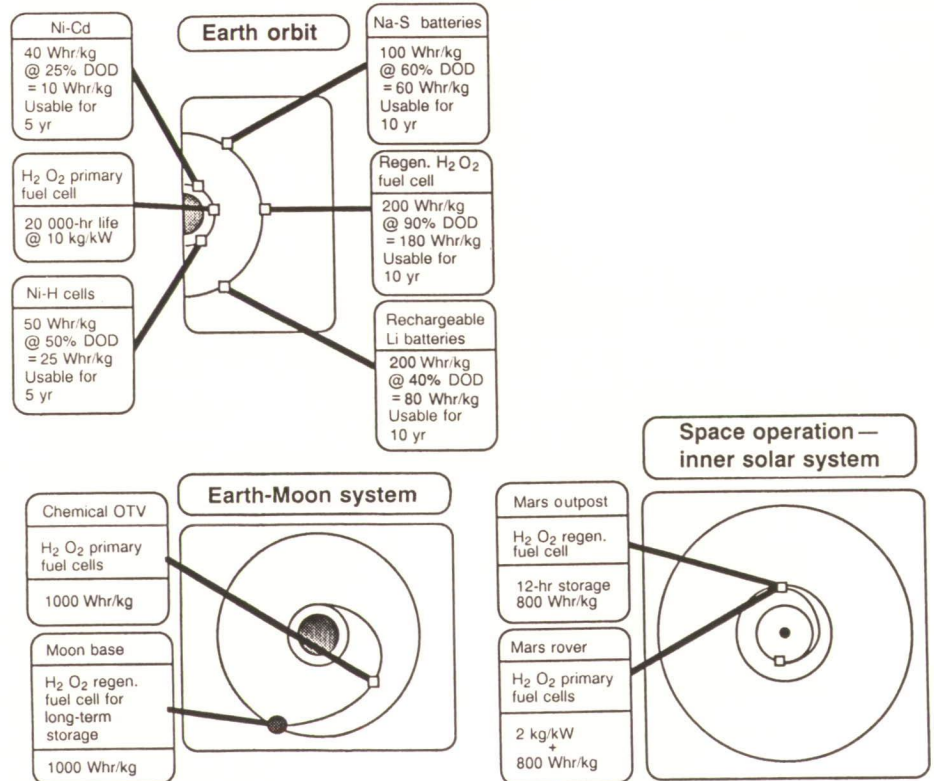 Earth orbit
Ni-Cd
40 Whr/kg
@ 25% DOD
= 10 Whr/kg
Usable for
5 yr
H₂ O₂ primary
fuel cell
20 000-hr life
@ 10 kg/kW
Ni-H cells
50 Whr/kg
@ 50% DOD
= 25 Whr/kg
Usable for
5 yr
Na-S batteries
100 Whr/kg
@ 60% DOD
= 60 Whr/kg
Usable for
10 yr
Regen. H₂ O₂
fuel cell
200 Whr/kg
@ 90% DOD
= 180 Whr/kg
Usable for
10 yr
Rechargeable
Li batteries
200 Whr/kg
@ 40% DOD
= 80 Whr/kg
Usable for
10 yr
Earth-Moon system
Chemical OTV
H₂ O₂ primary
fuel cells
1000 Whr/kg
Moon base
H₂ O₂ regen.
fuel cell for
long-term
storage
1000 Whr/kg
Space operation—
inner solar system
Mars outpost
H₂ O₂ regen.
fuel cell
12-hr storage
800 Whr/kg
Mars rover
H₂ O₂ primary
fuel cells
2 kg/kW
+
800 Whr/kg